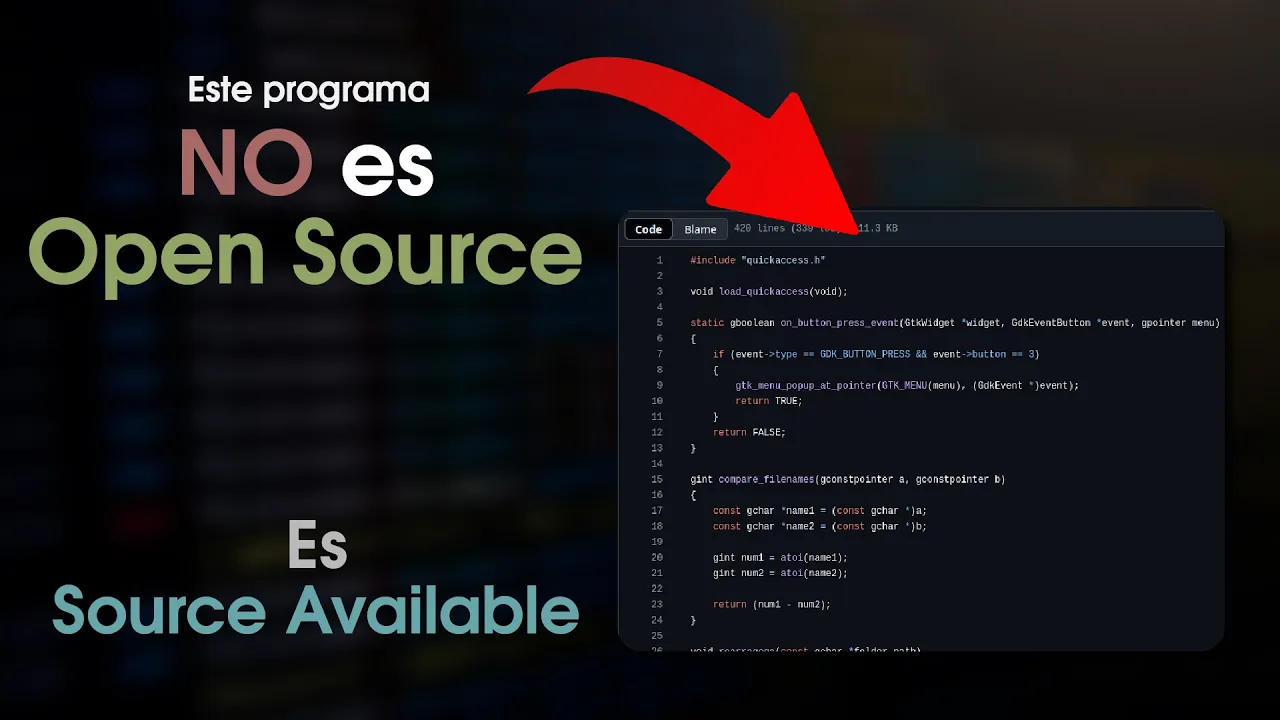 Este programa
NO es
Open Source
Es
Source Available
Code Blame 420 lines (339 11.3 KB
1 #include "quickaccess.h"
2
3 void load_quickaccess(void);
4
5 static gboolean on_button_press_event(GtkWidget *widget, GdkEventButton *event, gpointer menu)
6 {
7 if (event->type == GDK_BUTTON_PRESS && event->button == 3)
8 {
9 gtk_menu_popup_at_pointer(GTK_MENU(menu), (GdkEvent *)event);
10 return TRUE;
11 }
12 return FALSE;
13 }
14
15 gint compare_filenames(gconstpointer a, gconstpointer b)
16 {
17 const gchar *name1 = (const gchar *)a;
18 const gchar *name2 = (const gchar *)b;
19
20 gint num1 = atoi(name1);
21 gint num2 = atoi(name2);
22
23 return (num1 - num2);
24 }
25
26 void (const gchar *folder_path)